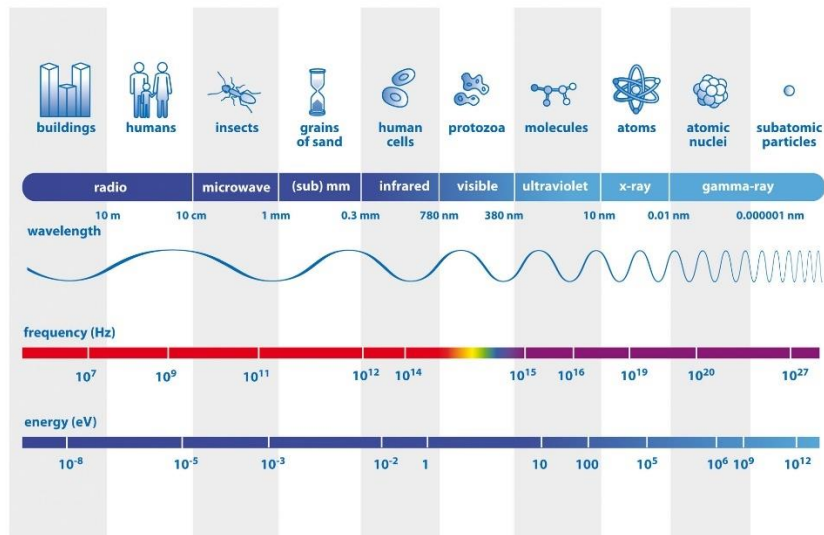 buildings
humans
insects
grains
of sand
human
cells
protozoa
molecules
atoms
atomic
nuclei
subatomic
particles
radio
microwave
(sub) mm
infrared
visible
ultraviolet
x-ray
gamma-ray
10 m
10 cm
1 mm
0.3 mm
780 nm
380 nm
10 nm
0.01 nm
0.000001 nm
wavelength
frequency (Hz)
10⁷
10⁹
10¹¹
10¹²
10¹⁴
10¹⁵
10¹⁶
10¹⁹
10²⁰
10²⁷
energy (eV)
10⁻⁸
10⁻⁵
10⁻³
10⁻²
1
10
100
10⁵
10⁶
10⁹
10¹²